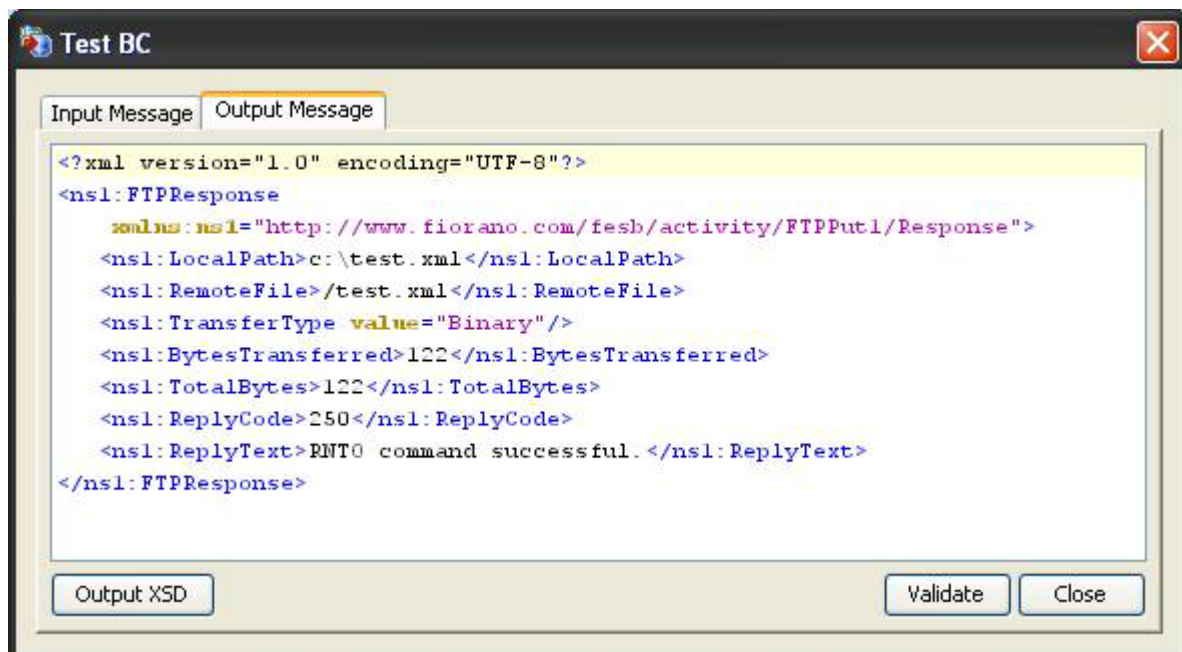 Test BC
Input Message Output Message
<?xml version="1.0" encoding="UTF-8"?>
<ns1:FTPResponse
xmlns:ns1="http://www.fiorano.com/fesb/activity/FTPPut1/Response">
<ns1:LocalPath>c:\test.xml</ns1:LocalPath>
<ns1:RemoteFile>/test.xml</ns1:RemoteFile>
<ns1:TransferType value="Binary"/>
<ns1:BytesTransferred>122</ns1:BytesTransferred>
<ns1:TotalBytes>122</ns1:TotalBytes>
<ns1:ReplyCode>250</ns1:ReplyCode>
<ns1:ReplyText>RNTO command successful.</ns1:ReplyText>
</ns1:FTPResponse>
Output XSD Validate Close